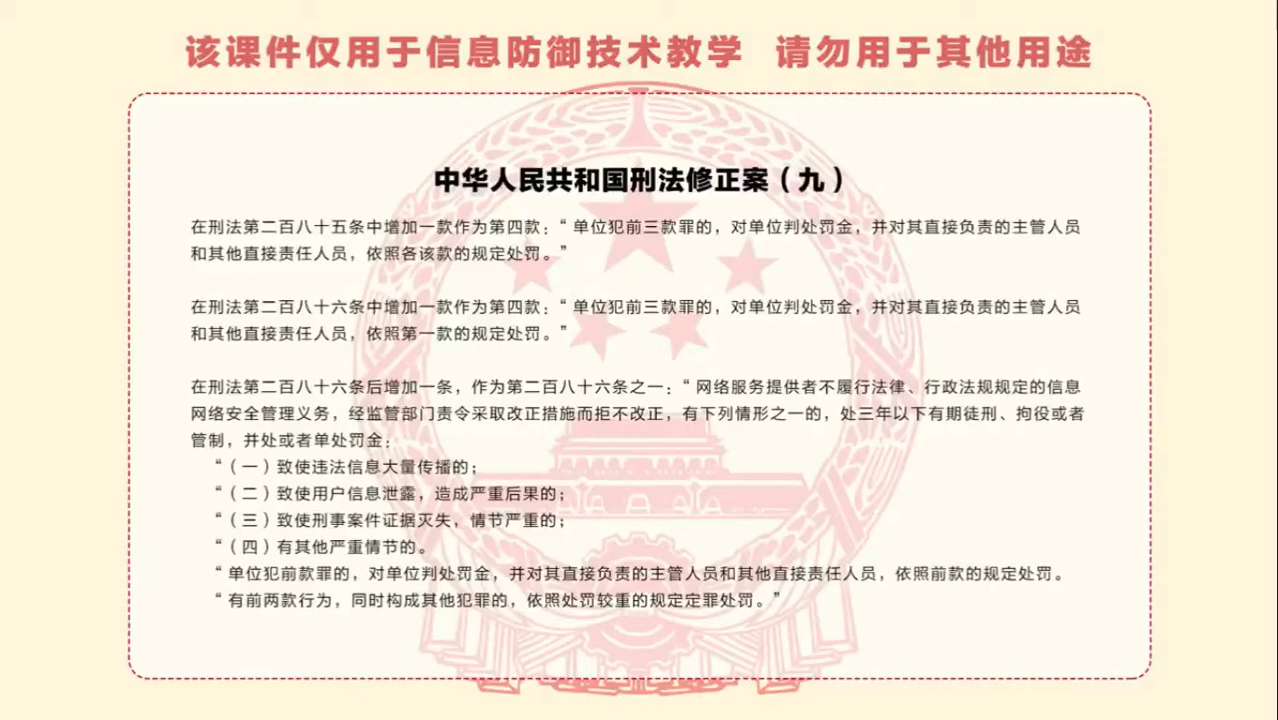 该课件仅用于信息防御技术教学 请勿用于其他用途
中华人民共和国刑法修正案（九）
在刑法第二百八十五条中增加一款作为第四款：“单位犯前三款罪的，对单位判处罚金，并对其直接负责的主管人员
和其他直接责任人员，依照各该款的规定处罚。”
在刑法第二百八十六条中增加一款作为第四款：“单位犯前三款罪的，对单位判处罚金，并对其直接负责的主管人员
和其他直接责任人员，依照第一款的规定处罚。”
在刑法第二百八十六条后增加一条，作为第二百八十六条之一：“网络服务提供者不履行法律、行政法规规定的信息
网络安全管理义务，经监管部门责令采取改正措施而拒不改正，有下列情形之一的，处三年以下有期徒刑、拘役或者
管制，并处或者单处罚金：
“（一）致使违法信息大量传播的；
“（二）致使用户信息泄露，造成严重后果的；
“（三）致使刑事案件证据灭失，情节严重的；
“（四）有其他严重情节的。
“单位犯前款罪的，对单位判处罚金，并对其直接负责的主管人员和其他直接责任人员，依照前款的规定处罚。
“有前两款行为，同时构成其他犯罪的，依照处罚较重的规定定罪处罚。”